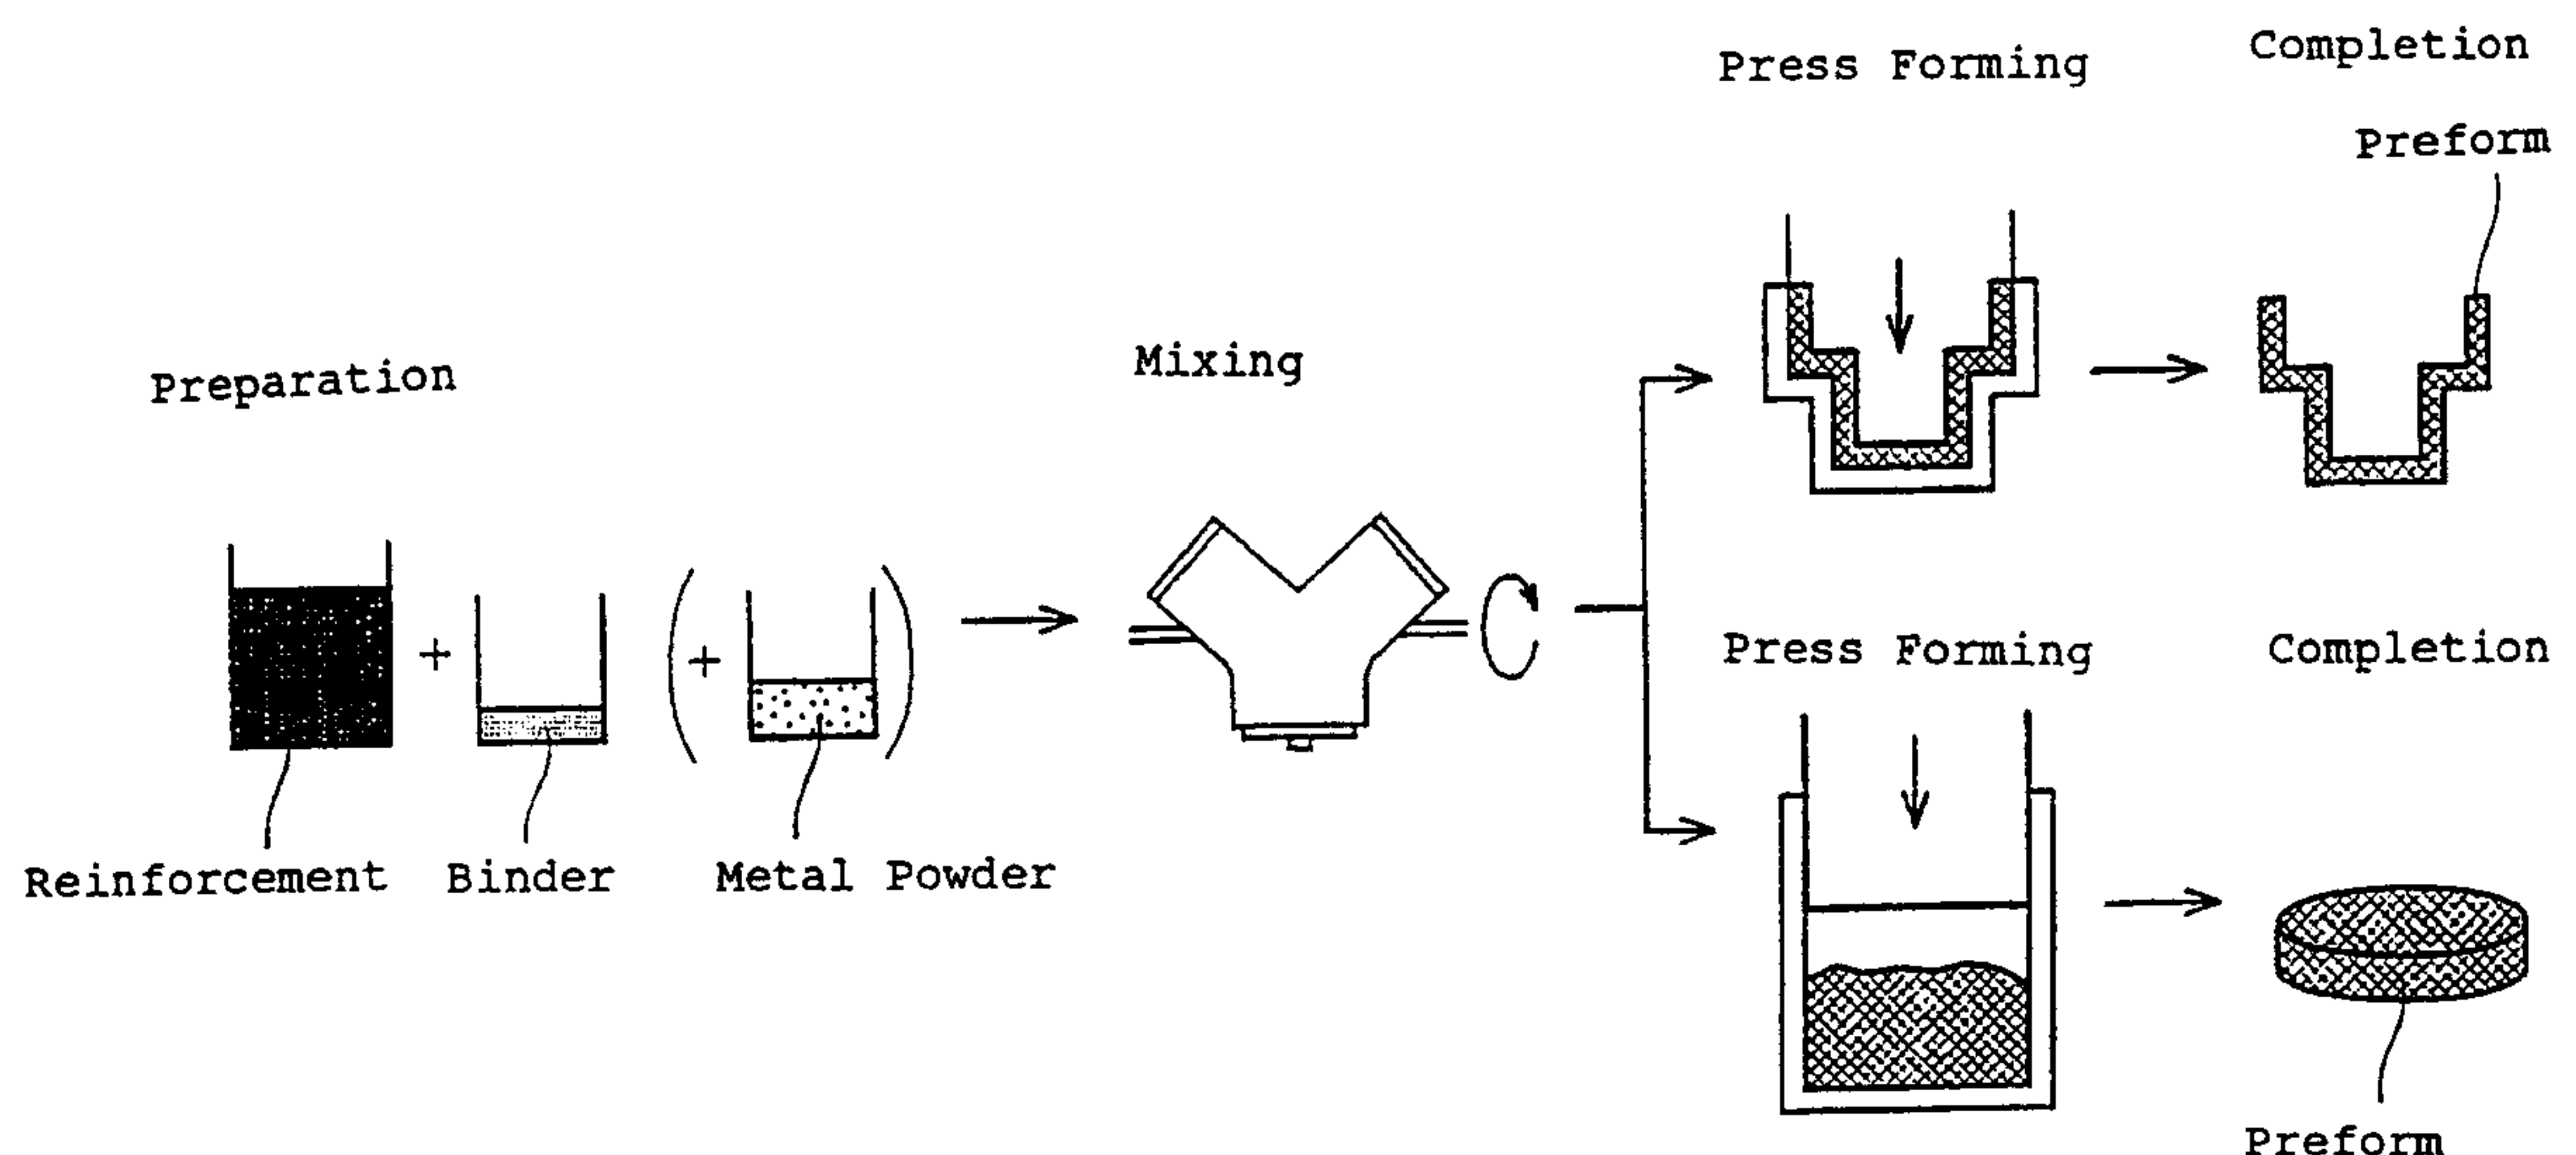 Preparation
Reinforcement
+
Binder
+
Metal Powder
Mixing
Press Forming
Completion
Preform
Press Forming
Completion
Preform